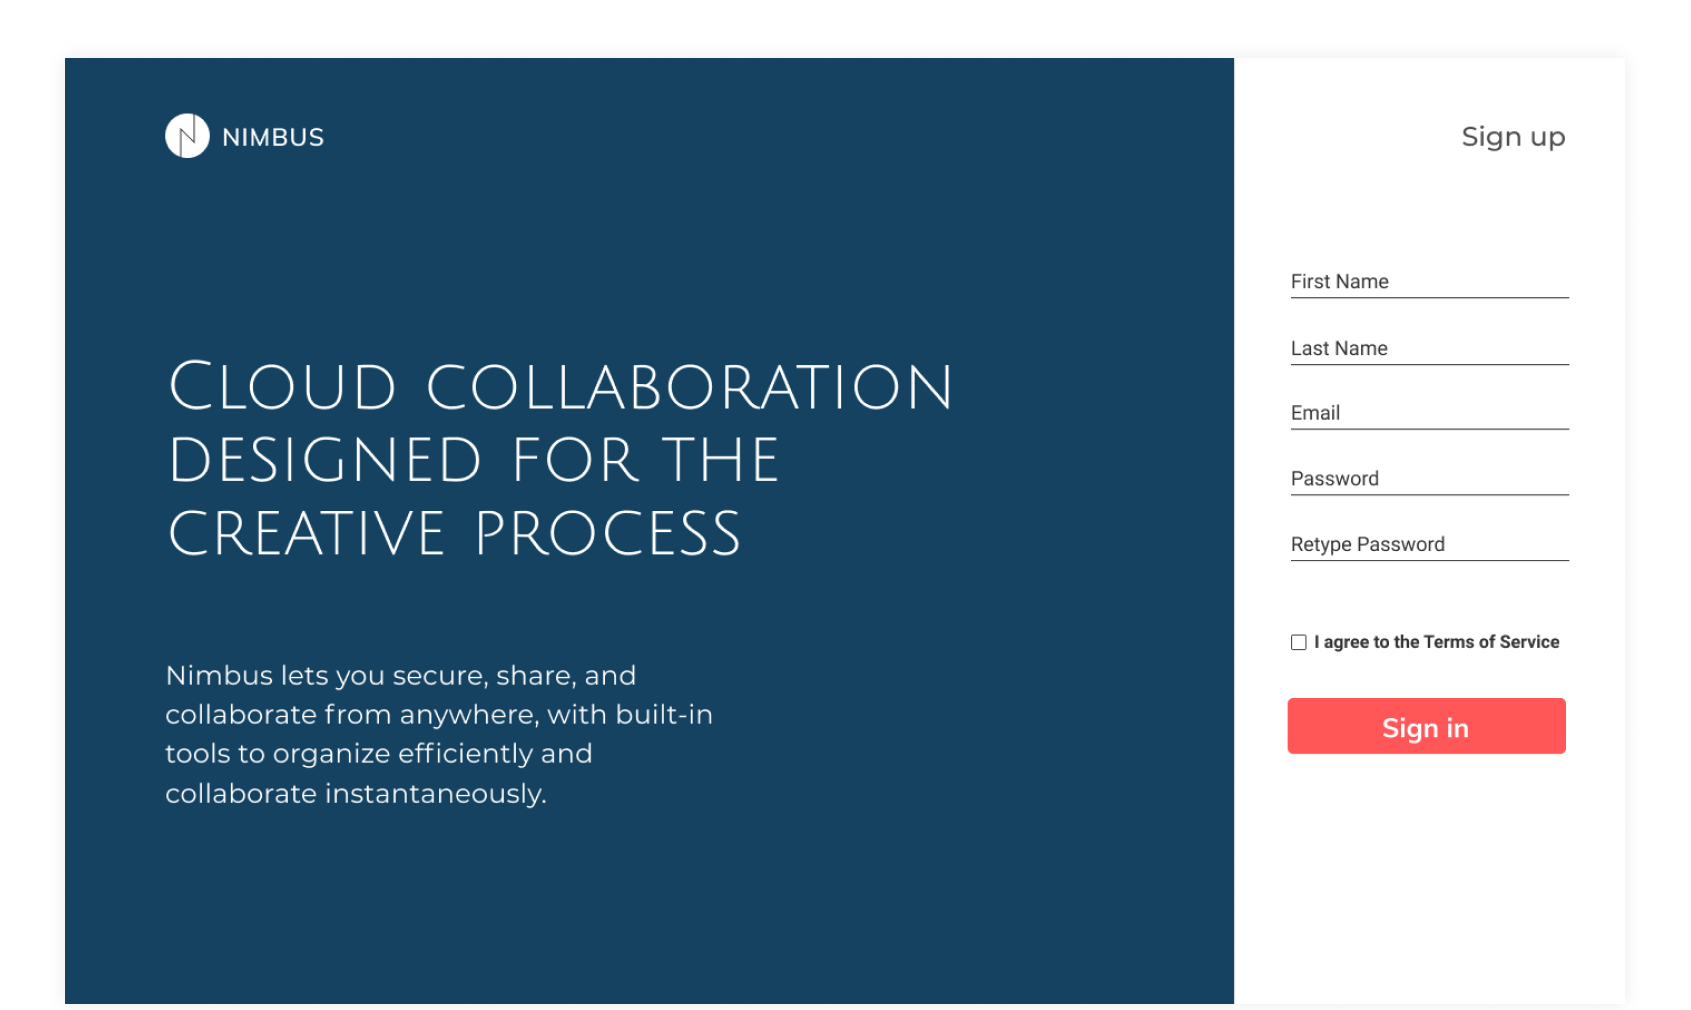 NIMBUS
Cloud collaboration
designed for the
creative process
Nimbus lets you secure, share, and
collaborate from anywhere, with built-in
tools to organize efficiently and
collaborate instantaneously.
Sign up
First Name
Last Name
Email
Password
Retype Password
I agree to the Terms of Service
Sign in